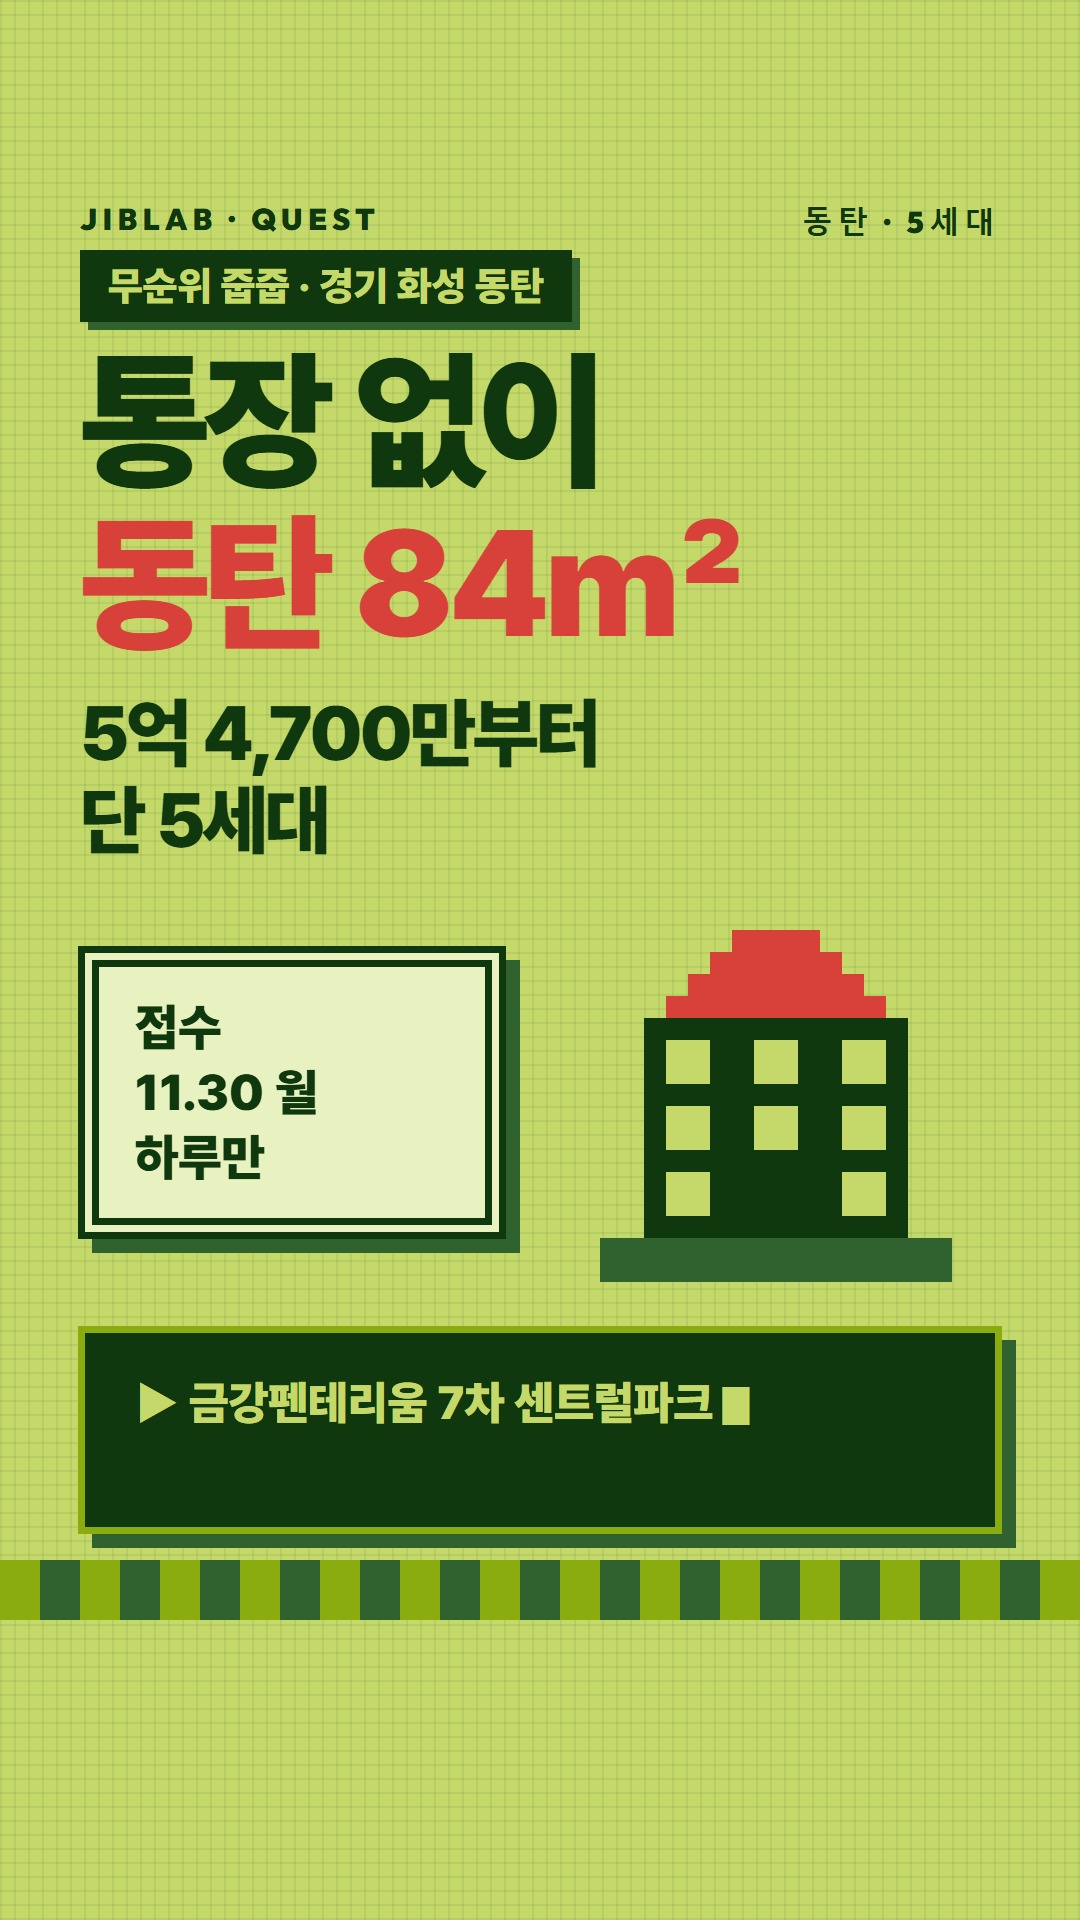 JIBLAB · QUEST
동탄 · 5세대
무순위 줍줍 · 경기 화성 동탄
통장 없이
동탄 84m²
5억 4,700만부터
단 5세대
접수
11.30 월
하루만
▶ 금강펜테리움 7차 센트럴파크